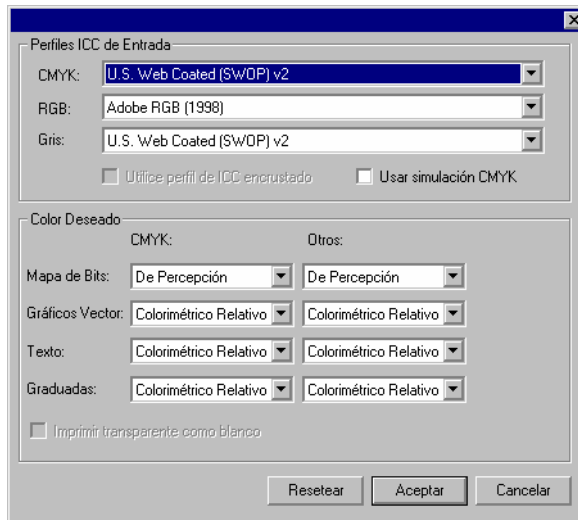 Perfiles ICC de Entrada
CMYK: U.S. Web Coated (SWOP) v2
RGB: Adobe RGB (1998)
Gris: U.S. Web Coated (SWOP) v2
Utilice perfil de ICC encrustado Usar simulación CMYK
Color Deseado
CMYK: Otros:
Mapa de Bits: De Percepción De Percepción
Gráficos Vector: Colorimétrico Relativo Colorimétrico Relativo
Texto: Colorimétrico Relativo Colorimétrico Relativo
Graduadas: Colorimétrico Relativo Colorimétrico Relativo
Imprimir transparente como blanco
Resetear Aceptar Cancelar